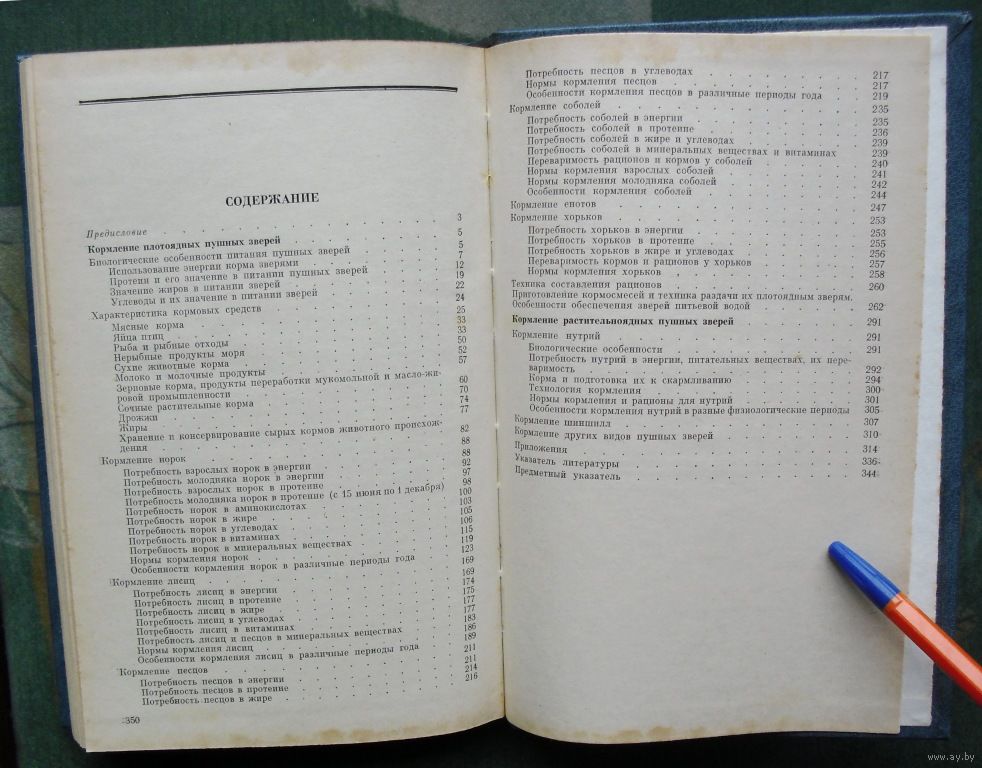 СОДЕРЖАНИЕ
Предисловие 3
Кормление плотоядных пушных зверей 5
Биологические особенности питания пушных зверей 5
Использование энергии корма зверями 7
Протеин и его значение в питании пушных зверей 12
Значение жиров в питании зверей 19
Углеводы и их значение в питании зверей 22
Характеристика кормовых средств 24
Мясные корма 25
Яйца птиц 33
Рыба и рыбные отходы 33
Нерыбные продукты моря 50
Сухие животные корма 52
Молоко и молочные продукты 57
Зерновые корма, продукты переработки мукомольной и масло-жи-
ровой промышленности 60
Сочные растительные корма 70
Дрожжи 74
Жиры 77
Хранение и консервирование сырых кормов животного происхож-
дения 82
Кормление норок 88
Потребность взрослых норок в энергии 88
Потребность молодняка норок в энергии 92
Потребность взрослых норок в протеине 97
Потребность молодняка норок в протеине (с 15 июня по 1 декабря) 98
Потребность норок в аминокислотах 100
Потребность норок в жире 103
Потребность норок в углеводах 105
Потребность норок в витаминах 106
Потребность норок в минеральных веществах 115
Нормы кормления норок 119
Особенности кормления норок в различные периоды года 123
Кормление лисиц 169
Потребность лисиц в энергии 169
Потребность лисиц в протеине 174
Потребность лисиц в жире 175
Потребность лисиц в углеводах 177
Потребность лисиц в витаминах 177
Потребность лисиц и песцов в минеральных веществах 183
Нормы кормления лисиц 186
Особенности кормления лисиц в различные периоды года 189
Кормление песцов 211
Потребность песцов в энергии 211
Потребность песцов в протеине 214
Потребность песцов в жире 216
350
Потребность песцов в углеводах 217
Нормы кормления песцов 217
Особенности кормления песцов в различные периоды года 219
Кормление соболей 235
Потребность соболей в энергии 235
Потребность соболей в протеине 236
Потребность соболей в жире и углеводах 239
Потребность соболей в минеральных веществах и витаминах 239
Переваримость рационов и кормов у соболей 240
Нормы кормления взрослых соболей 241
Нормы кормления молодняка соболей 242
Особенности кормления соболей 244
Кормление енотов 247
Кормление хорьков 253
Потребность хорьков в энергии 253
Потребность хорьков в протеине 255
Потребность хорьков в жире и углеводах 256
Переваримость кормов и рационов у хорьков 257
Нормы кормления хорьков 258
Техника составления рационов 260
Приготовление кормосмесей и техника раздачи их плотоядным зверям.
Особенности обеспечения зверей питьевой водой 262
Кормление растительноядных пушных зверей 291
Кормление нутрий 291
Биологические особенности 291
Потребность нутрий в энергии, питательных веществах, их пере-
варимость 292
Корма и подготовка их к скармливанию 294
Технология кормления 300
Нормы кормления и рационы для нутрий 301
Особенности кормления нутрий в разные физиологические периоды 305
Кормление шиншилл 307
Кормление других видов пушных зверей 310
Приложения 314
Указатель литературы 336
Предметный указатель 344
www.ay.by